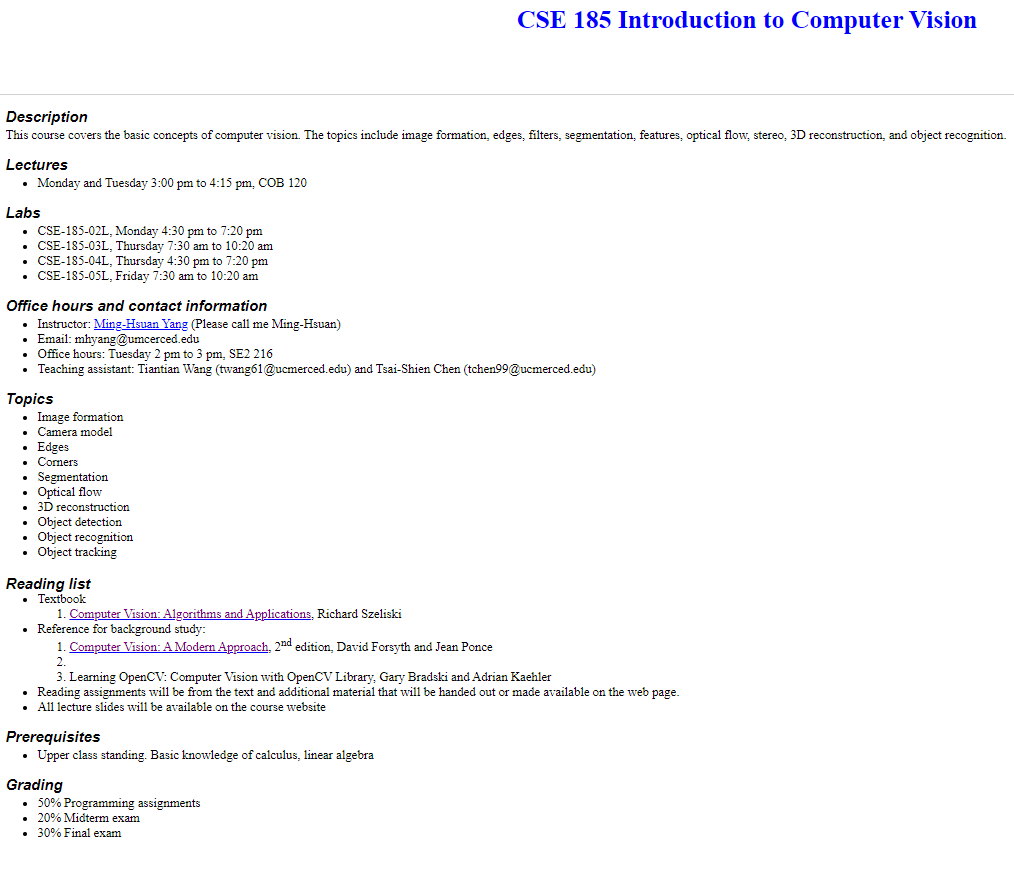 CSE 185 Introduction to Computer Vision
Description
This course covers the basic concepts of computer vision. The topics include image formation, edges, filters, segmentation, features, optical flow, stereo, 3D reconstruction, and object recognition.
Lectures
• Monday and Tuesday 3:00 pm to 4:15 pm, COB 120
Labs
• CSE-185-02L, Monday 4:30 pm to 7:20 pm
• CSE-185-03L, Thursday 7:30 am to 10:20 am
• CSE-185-04L, Thursday 4:30 pm to 7:20 pm
• CSE-185-05L, Friday 7:30 am to 10:20 am
Office hours and contact information
• Instructor: Ming-Hsuan Yang (Please call me Ming-Hsuan)
• Email: mhyang@umcerced.edu
• Office hours: Tuesday 2 pm to 3 pm, SE2 216
• Teaching assistant: Tiantian Wang (twang61@ucmerced.edu) and Tsai-Shien Chen (tchen99@ucmerced.edu)
Topics
• Image formation
• Camera model
• Edges
• Corners
• Segmentation
• Optical flow
• 3D reconstruction
• Object detection
• Object recognition
• Object tracking
Reading list
• Textbook
1. Computer Vision: Algorithms and Applications, Richard Szeliski
• Reference for background study:
1. Computer Vision: A Modern Approach, 2nd edition, David Forsyth and Jean Ponce
2.
3. Learning OpenCV: Computer Vision with OpenCV Library, Gary Bradski and Adrian Kaehler
• Reading assignments will be from the text and additional material that will be handed out or made available on the web page.
• All lecture slides will be available on the course website
Prerequisites
• Upper class standing. Basic knowledge of calculus, linear algebra
Grading
• 50% Programming assignments
• 20% Midterm exam
• 30% Final exam